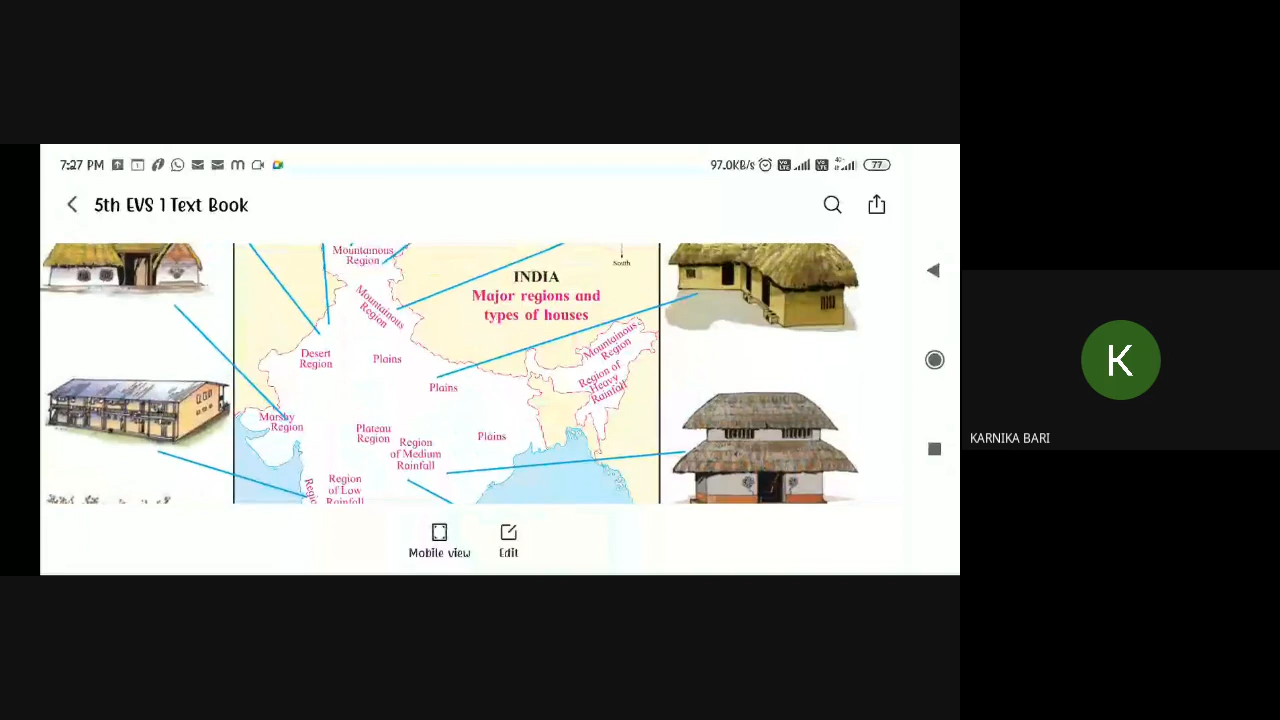 7:27 PM
97.0KB/s
77
5th EVS 1 Text Book
Mountainous
Region
South
INDIA
Major regions and
types of houses
Mountainous
Region
Mountainous
Region
Desert
Region
Plains
Region of
Heavy
Rainfall
Plains
Marshy
Region
Plateau
Region
Region
of Medium
Rainfall
Plains
Region
of Low
Rainfall
Mobile view
Edit
K
KARNIKA BARI